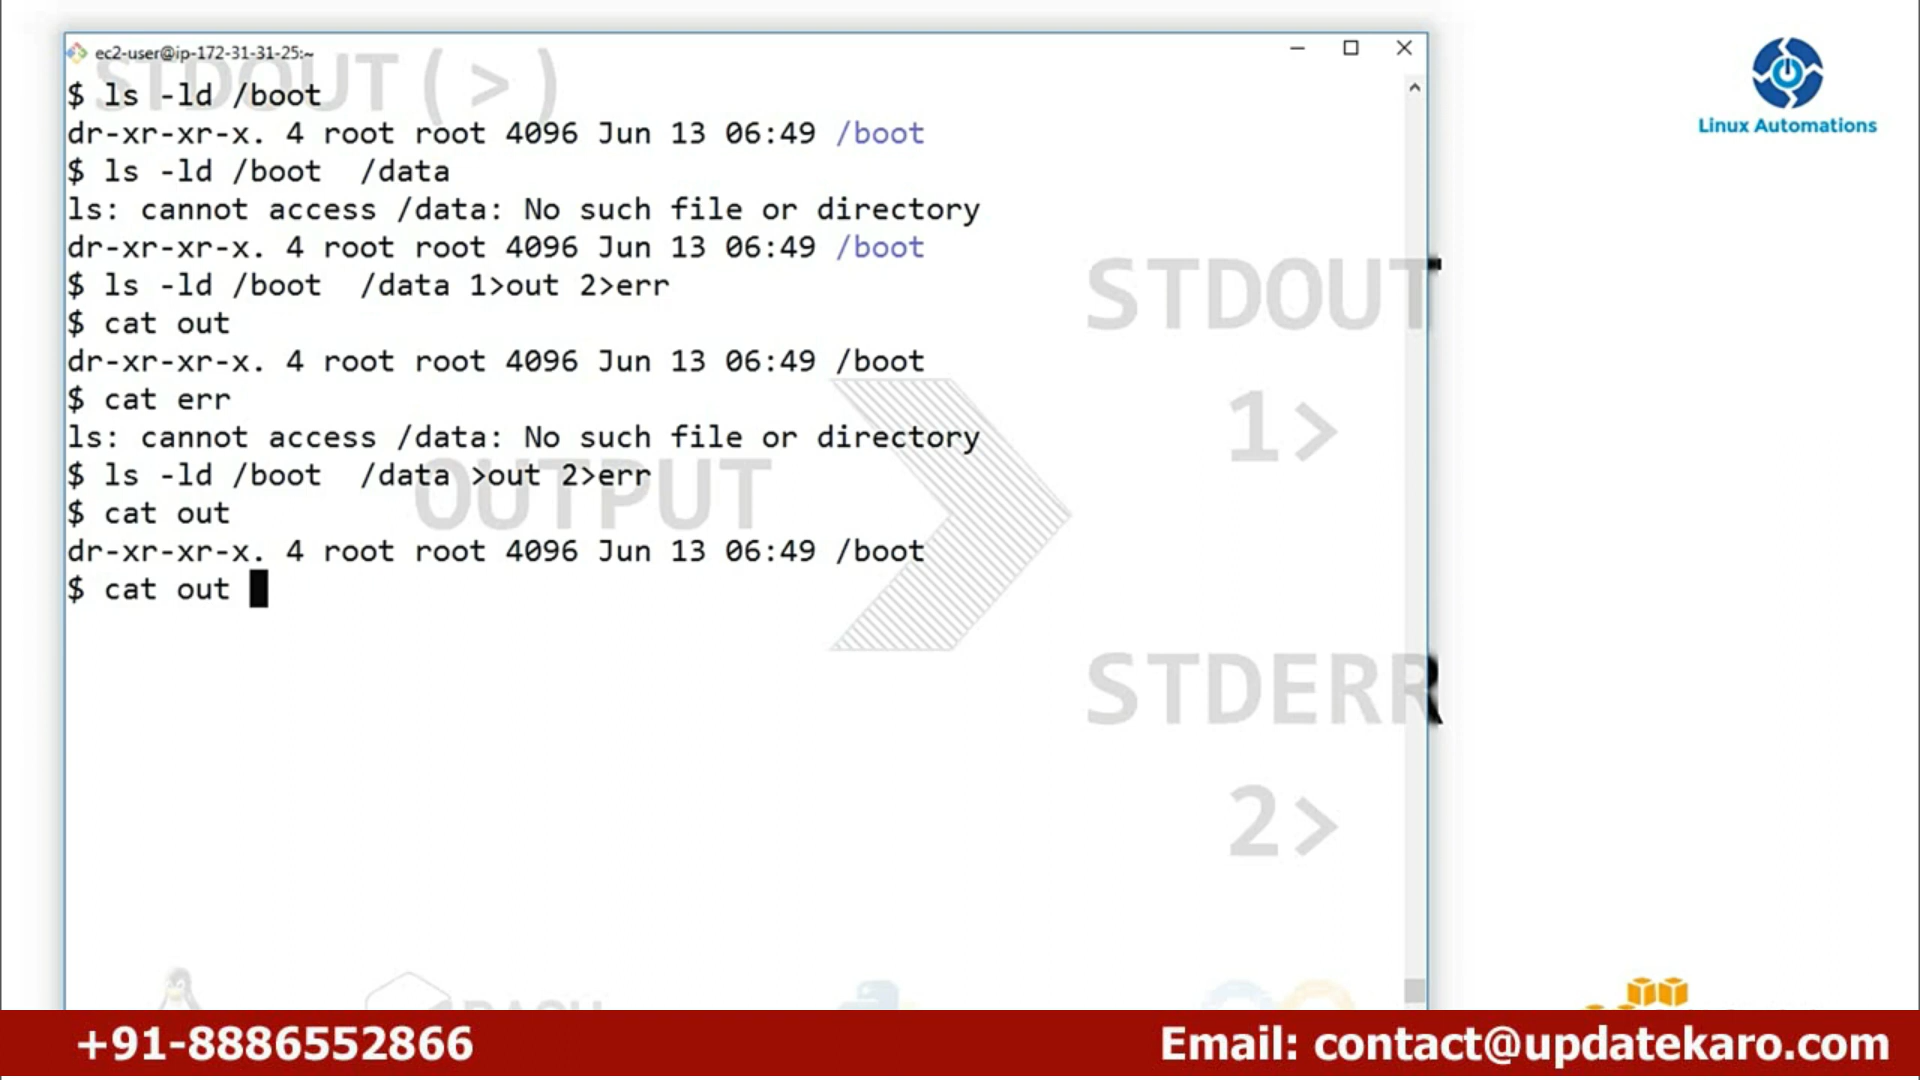 ec2-user@ip-172-31-31-25:~
STDOUT ( > )
$ ls -ld /boot
dr-xr-xr-x. 4 root root 4096 Jun 13 06:49 /boot
$ ls -ld /boot  /data
ls: cannot access /data: No such file or directory
dr-xr-xr-x. 4 root root 4096 Jun 13 06:49 /boot
$ ls -ld /boot  /data 1>out 2>err
$ cat out
dr-xr-xr-x. 4 root root 4096 Jun 13 06:49 /boot
$ cat err
ls: cannot access /data: No such file or directory
$ ls -ld /boot  /data >out 2>err
$ cat out
dr-xr-xr-x. 4 root root 4096 Jun 13 06:49 /boot
$ cat out
OUTPUT
STDOUT
1>
STDERR
2>
BASH
Linux Automations
+91-8886552866
Email: contact@updatekaro.com